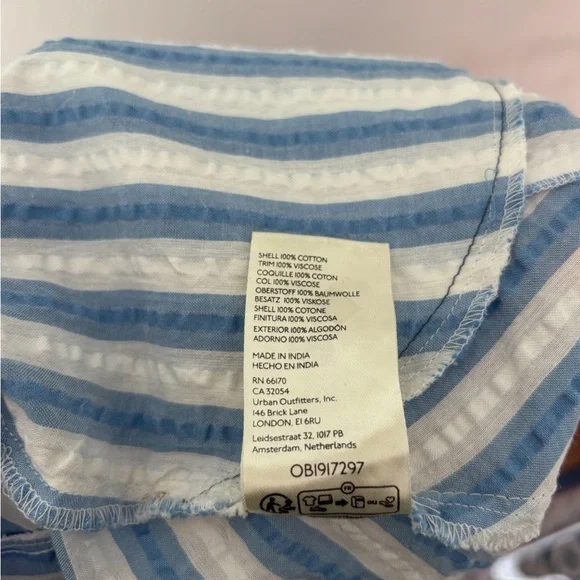 SHELL 100% COTTON
TRIM 100% VISCOSE
COQUILLE 100% COTON
COL 100% VISCOSE
OBERSTOFF 100% BAUMWOLLE
BESATZ 100% VISKOSE
SHELL 100% COTONE
FINITURA 100% VISCOSA
EXTERIOR 100% ALGODÓN
ADORNO 100% VISCOSA
MADE IN INDIA
HECHO EN INDIA
RN 66170
CA 32054
Urban Outfitters, Inc.
146 Brick Lane
LONDON, E1 6RU
Leidsestraat 32, 1017 PB
Amsterdam, Netherlands
OB1917297
FR
OU